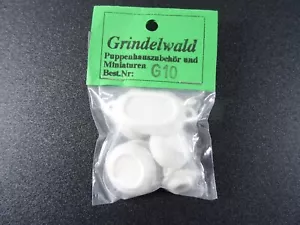 Grindelwald
Puppenhauszubehör und
Miniaturen
Best.Nr: G10